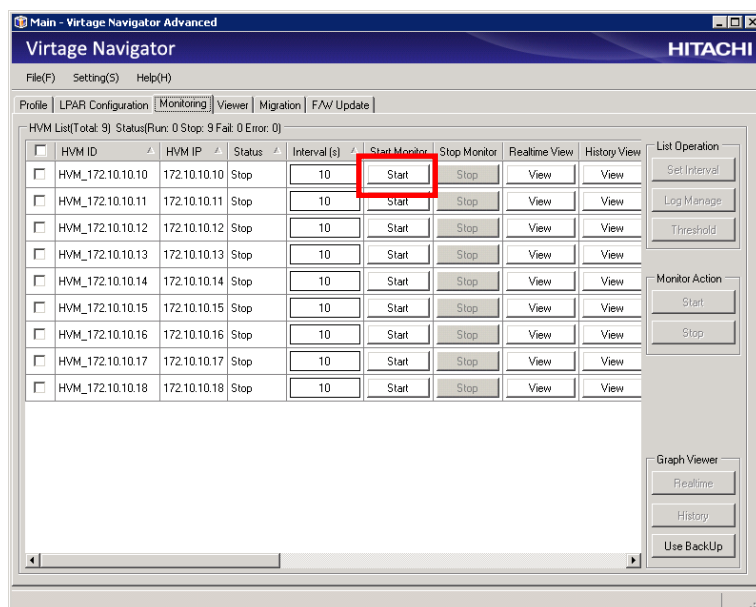 Main - Virtage Navigator Advanced
Virtage Navigator
HITACHI
File(F) Setting(S) Help(H)
Profile LPAR Configuration Monitoring Viewer Migration F/W Update
HVM List(Total: 9) Status(Run: 0 Stop: 9 Fail: 0 Error: 0)
HVM ID HVM IP Status Interval (s) Start Monitor Stop Monitor Realtime View History View
HVM_172.10.10.10 172.10.10.10 Stop 10 Start Stop View View
HVM_172.10.10.11 172.10.10.11 Stop 10 Start Stop View View
HVM_172.10.10.12 172.10.10.12 Stop 10 Start Stop View View
HVM_172.10.10.13 172.10.10.13 Stop 10 Start Stop View View
HVM_172.10.10.14 172.10.10.14 Stop 10 Start Stop View View
HVM_172.10.10.15 172.10.10.15 Stop 10 Start Stop View View
HVM_172.10.10.16 172.10.10.16 Stop 10 Start Stop View View
HVM_172.10.10.17 172.10.10.17 Stop 10 Start Stop View View
HVM_172.10.10.18 172.10.10.18 Stop 10 Start Stop View View
List Operation
Set Interval
Log Manage
Threshold
Monitor Action
Start
Stop
Graph Viewer
Realtime
History
Use BackUp